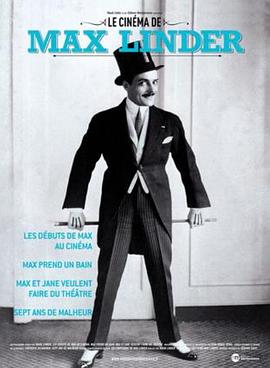 LE CINÉMA DE
MAX LINDER
LES DÉBUTS DE MAX
AU CINÉMA
MAX PREND UN BAIN
MAX ET JANE VEULENT
FAIRE DU THÉÂTRE
SEPT ANS DE MALHEUR